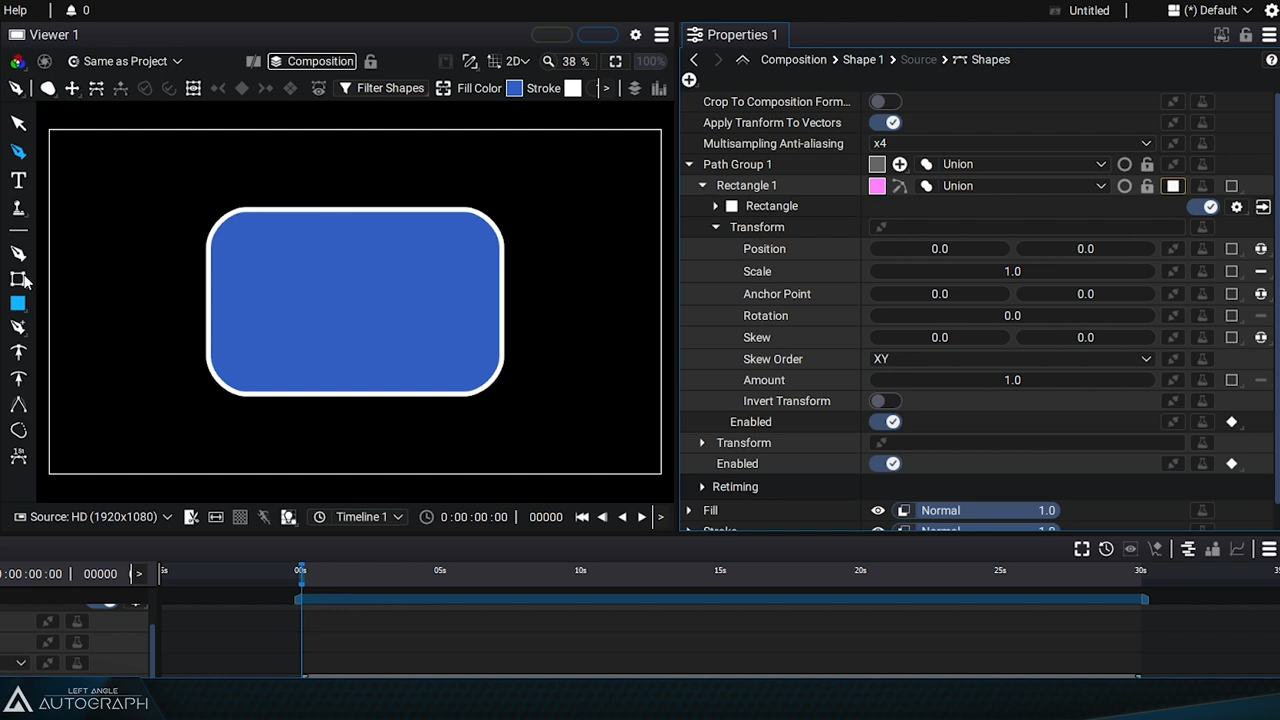 Help 0 Untitled (*) Default
Viewer 1 Properties 1
Same as Project Composition 2D 38 % 100% Composition Shape 1 Source Shapes
Filter Shapes Fill Color Stroke >
Crop To Composition Form...
Apply Tranform To Vectors
Multisampling Anti-aliasing x4
Path Group 1 Union
Rectangle 1 Union
Rectangle
Transform
Position 0.0 0.0
Scale 1.0
Anchor Point 0.0 0.0
Rotation 0.0
Skew 0.0 0.0
Skew Order XY
Amount 1.0
Invert Transform
Enabled
Transform
Enabled
Retiming
Source: HD (1920x1080) Timeline 1 0:00:00:00 00000 >
Fill Normal 1.0
Stroke Normal 1.0
0:00:00:00 00000 > 00s 05s 10s 15s 20s 25s 30s
LEFT ANGLE
AUTOGRAPH